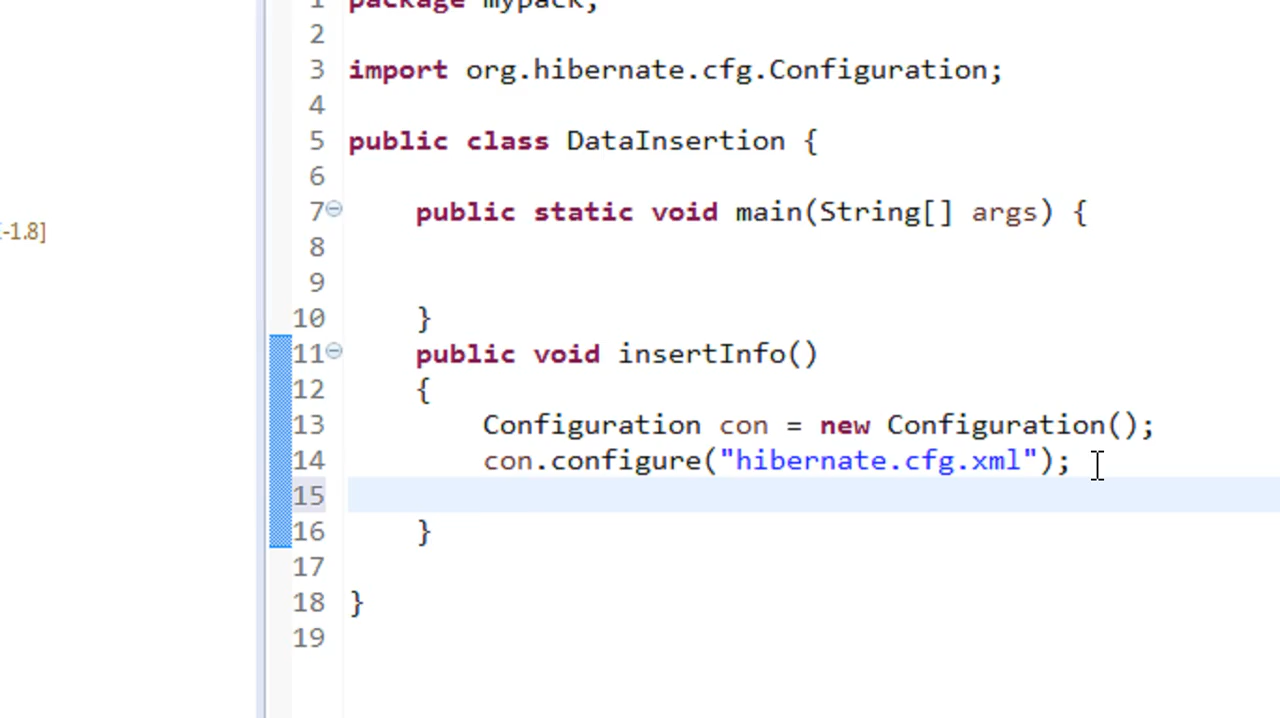 1 package mypack;
2
3 import org.hibernate.cfg.Configuration;
4
5 public class DataInsertion {
6
-1.8]
7 public static void main(String[] args) {
8
9
10 }
11 public void insertInfo()
12 {
13 Configuration con = new Configuration();
14 con.configure("hibernate.cfg.xml");
15
16 }
17
18 }
19